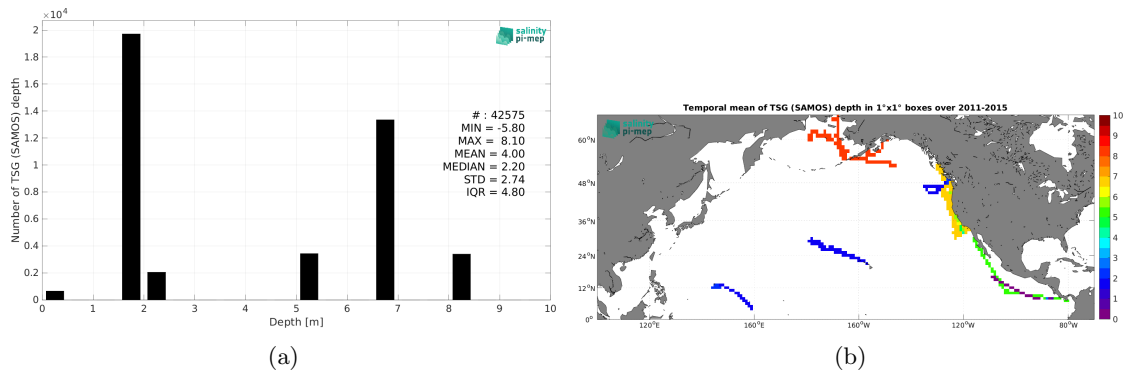 ×10⁴
2
1.8
1.6
1.4
1.2
1
0.8
0.6
0.4
0.2
0
Number of TSG (SAMOS) depth
salinity
pi-mep
# : 42575
MIN = -5.80
MAX = 8.10
MEAN = 4.00
MEDIAN = 2.20
STD = 2.74
IQR = 4.80
0 1 2 3 4 5 6 7 8 9 10
Depth [m]
(a)
Temporal mean of TSG (SAMOS) depth in 1°x1° boxes over 2011-2015
salinity
pi-mep
60°N
48°N
36°N
24°N
12°N
0°
120°E 160°E 160°W 120°W 80°W
10
9
8
7
6
5
4
3
2
1
0
(b)